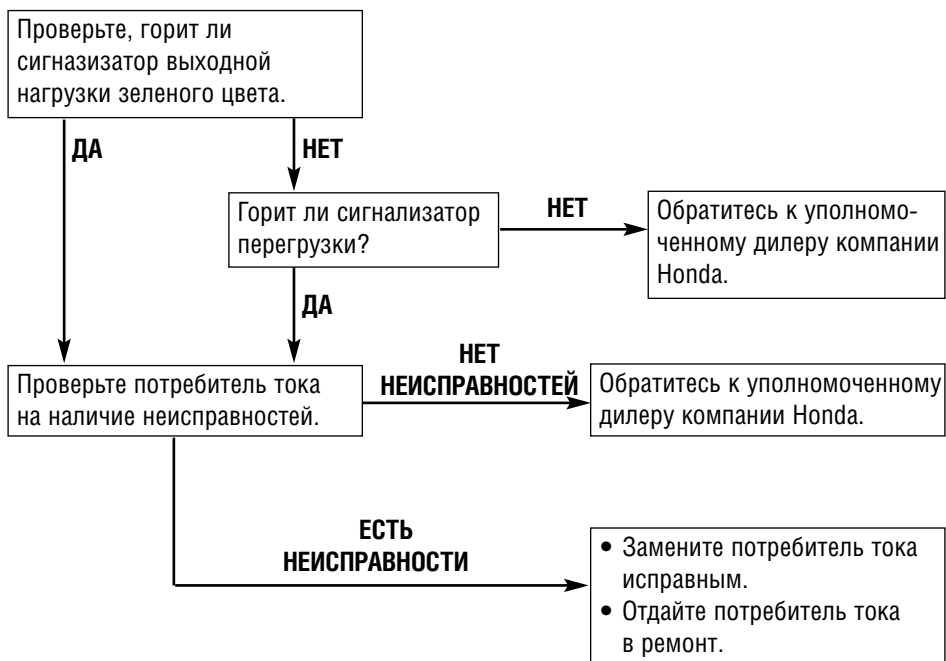 Проверьте, горит ли
сигназизатор выходной
нагрузки зеленого цвета.
ДА
НЕТ
Горит ли сигнализатор
перегрузки?
НЕТ
Обратитесь к уполномо-
ченному дилеру компании
Honda.
ДА
Проверьте потребитель тока
на наличие неисправностей.
НЕТ
НЕИСПРАВНОСТЕЙ
Обратитесь к уполномоченному
дилеру компании Honda.
ЕСТЬ
НЕИСПРАВНОСТИ
• Замените потребитель тока
исправным.
• Отдайте потребитель тока
в ремонт.